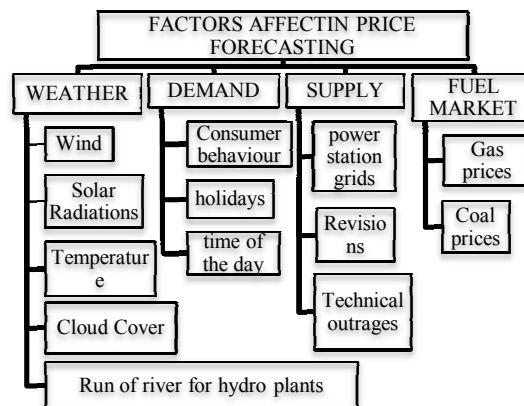 FACTORS AFFECTIN PRICE
FORECASTING
WEATHER
Wind
Solar
Radiations
Temperatur
e
Cloud Cover
Run of river for hydro plants
DEMAND
Consumer
behaviour
holidays
time of
the day
SUPPLY
power
station
grids
Revisio
ns
Technical
outrages
FUEL
MARKET
Gas
prices
Coal
prices